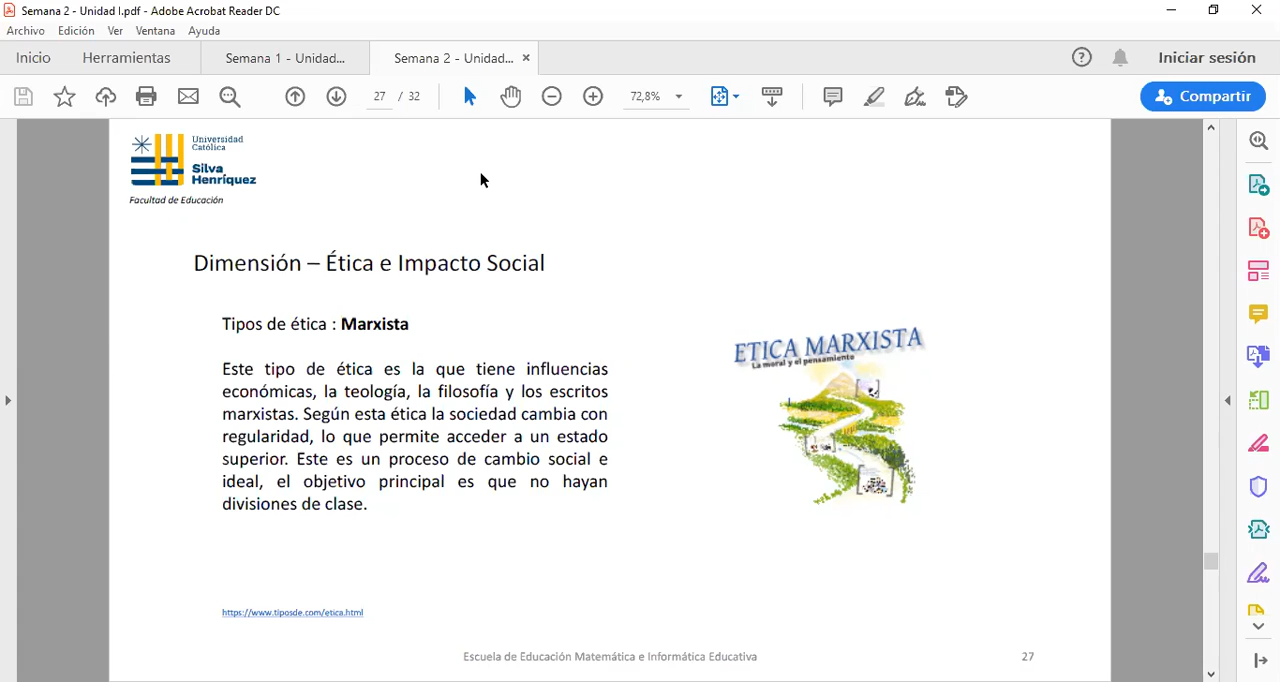 Semana 2 - Unidad I.pdf - Adobe Acrobat Reader DC
Archivo Edición Ver Ventana Ayuda
Inicio Herramientas Semana 1 - Unidad... Semana 2 - Unidad... × Iniciar sesión
27 / 32 72,8% Compartir
Universidad
Católica
Silva
Henríquez
Facultad de Educación
Dimensión – Ética e Impacto Social
Tipos de ética : Marxista
Este tipo de ética es la que tiene influencias
económicas, la teología, la filosofía y los escritos
marxistas. Según esta ética la sociedad cambia con
regularidad, lo que permite acceder a un estado
superior. Este es un proceso de cambio social e
ideal, el objetivo principal es que no hayan
divisiones de clase.
ETICA MARXISTA
La moral y el pensamiento
https://www.tiposde.com/etica.html
Escuela de Educación Matemática e Informática Educativa
27